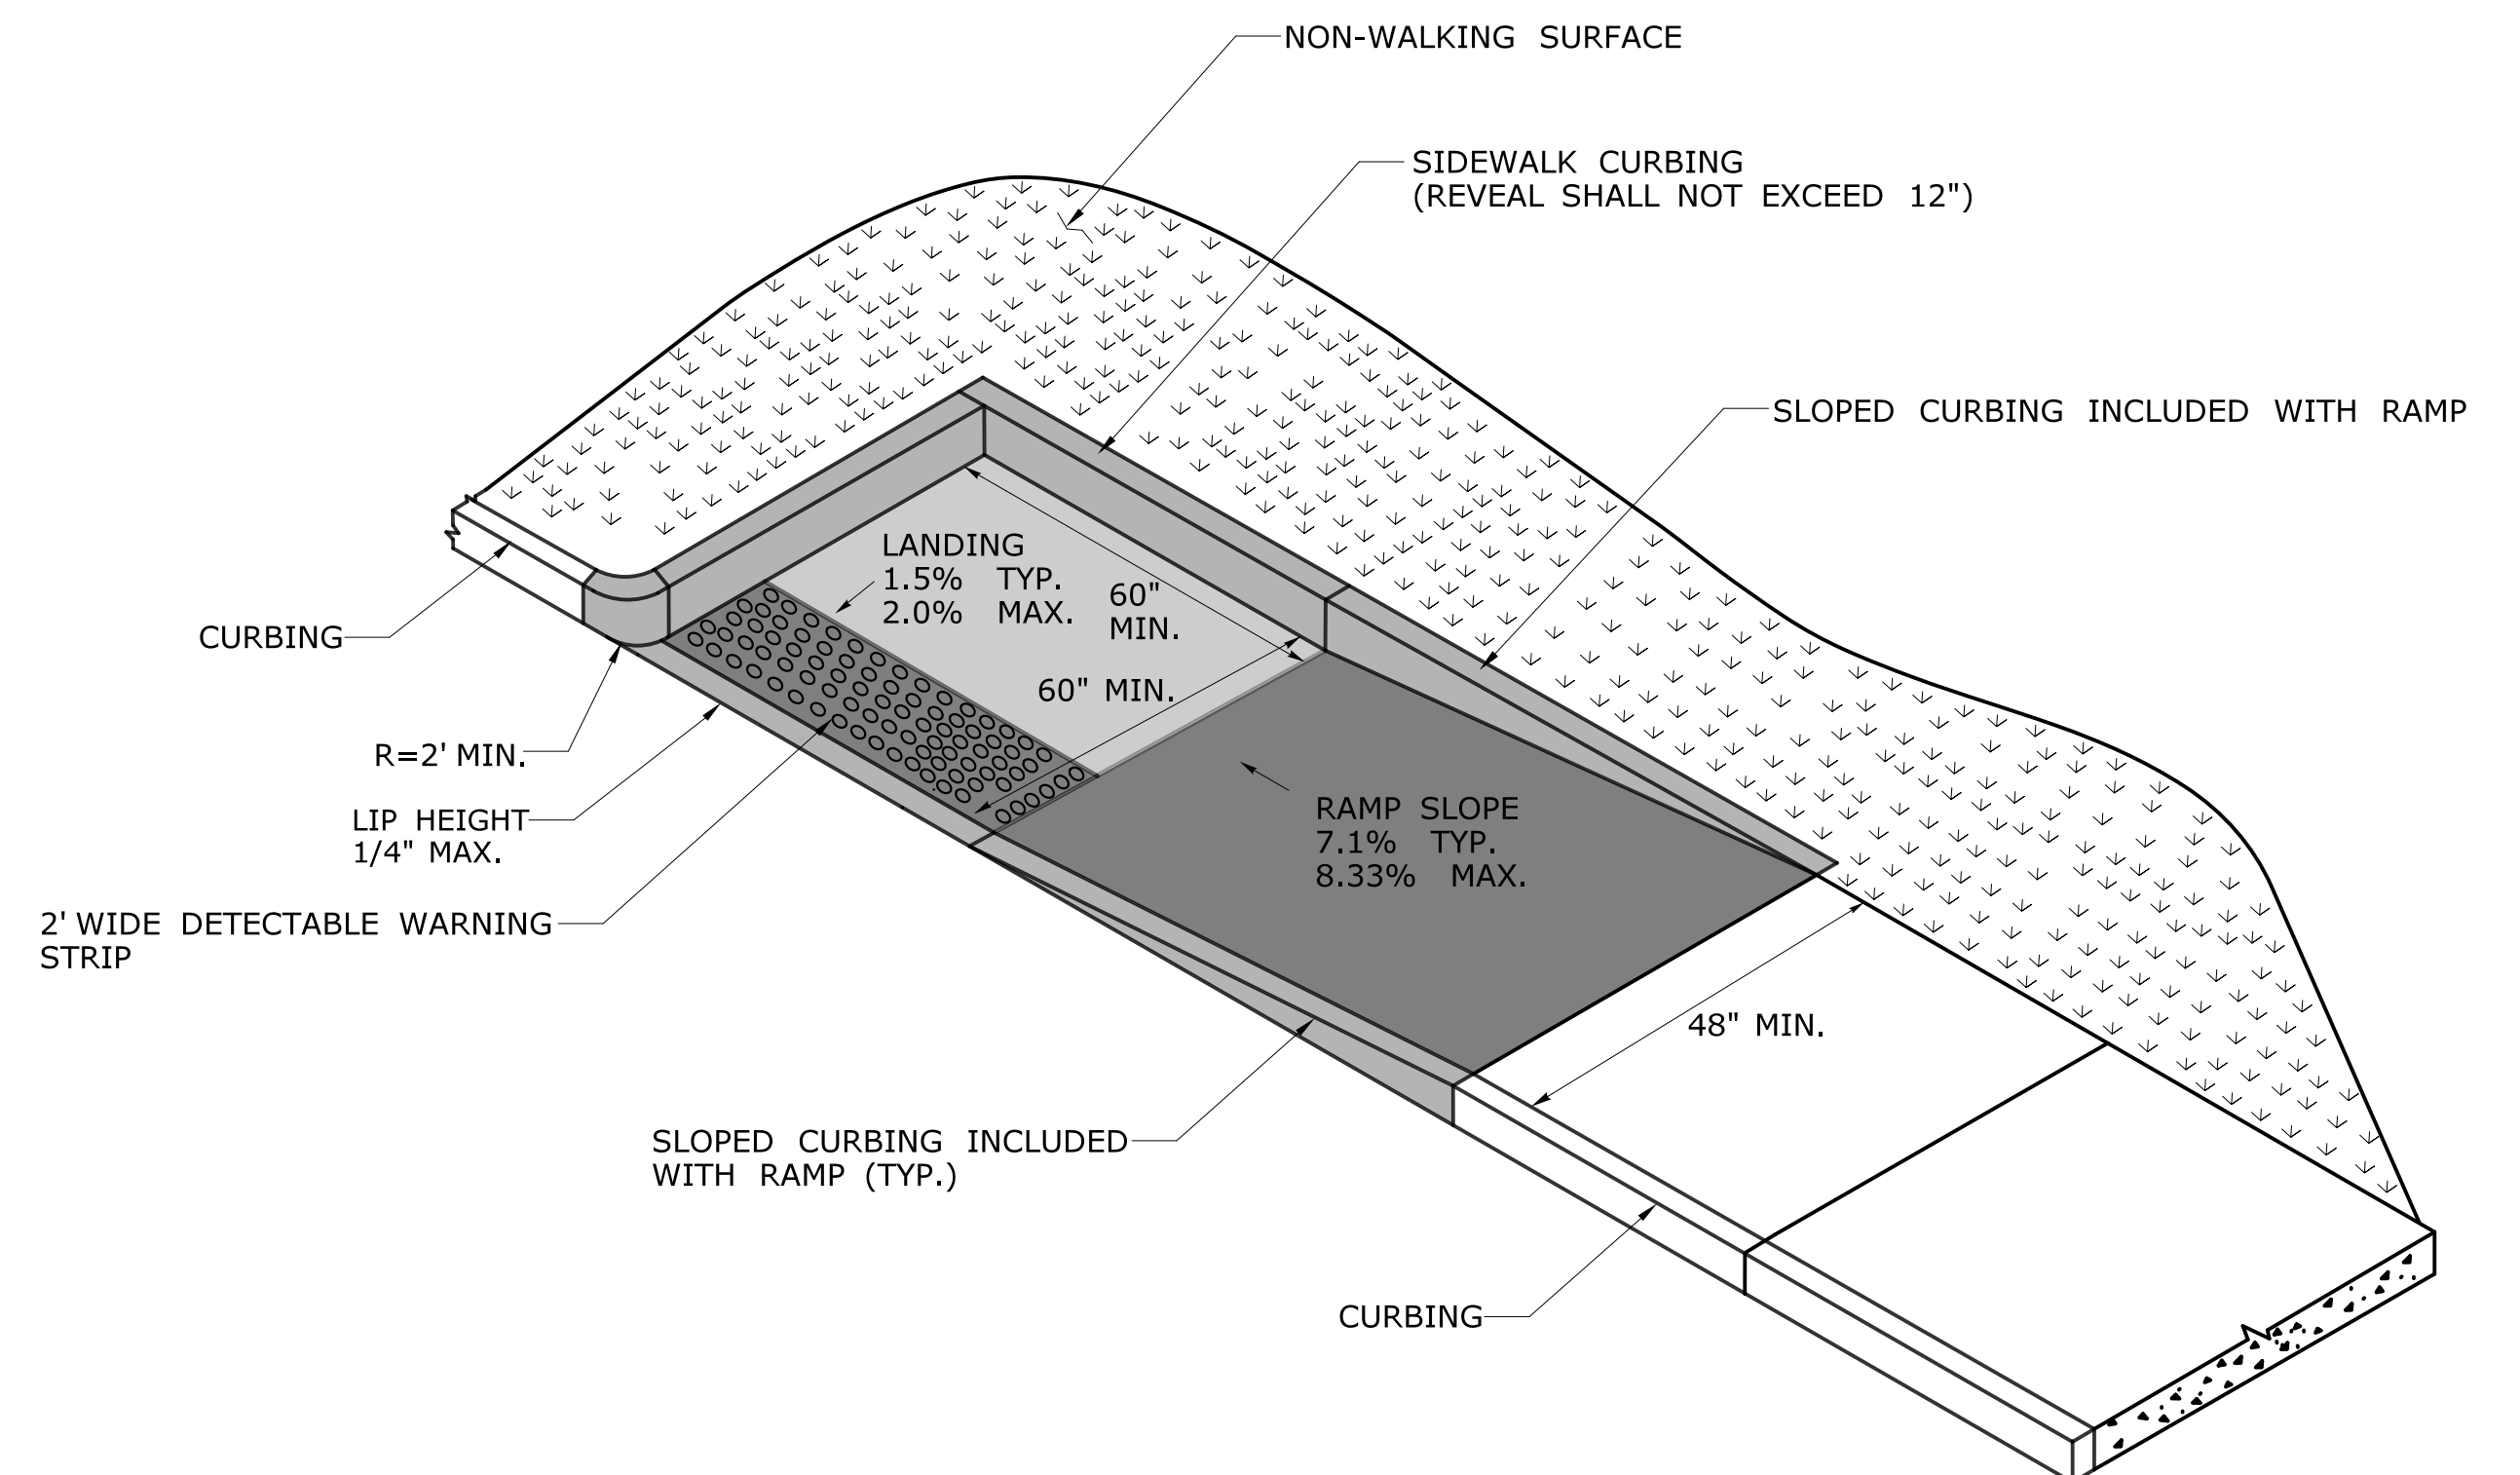 NON-WALKING SURFACE
SIDEWALK CURBING
(REVEAL SHALL NOT EXCEED 12")
SLOPED CURBING INCLUDED WITH RAMP
LANDING
1.5% TYP.
2.0% MAX.
60"
MIN.
CURBING
60" MIN.
R=2' MIN.
LIP HEIGHT
1/4" MAX.
RAMP SLOPE
7.1% TYP.
8.33% MAX.
2' WIDE DETECTABLE WARNING
STRIP
48" MIN.
SLOPED CURBING INCLUDED
WITH RAMP (TYP.)
CURBING